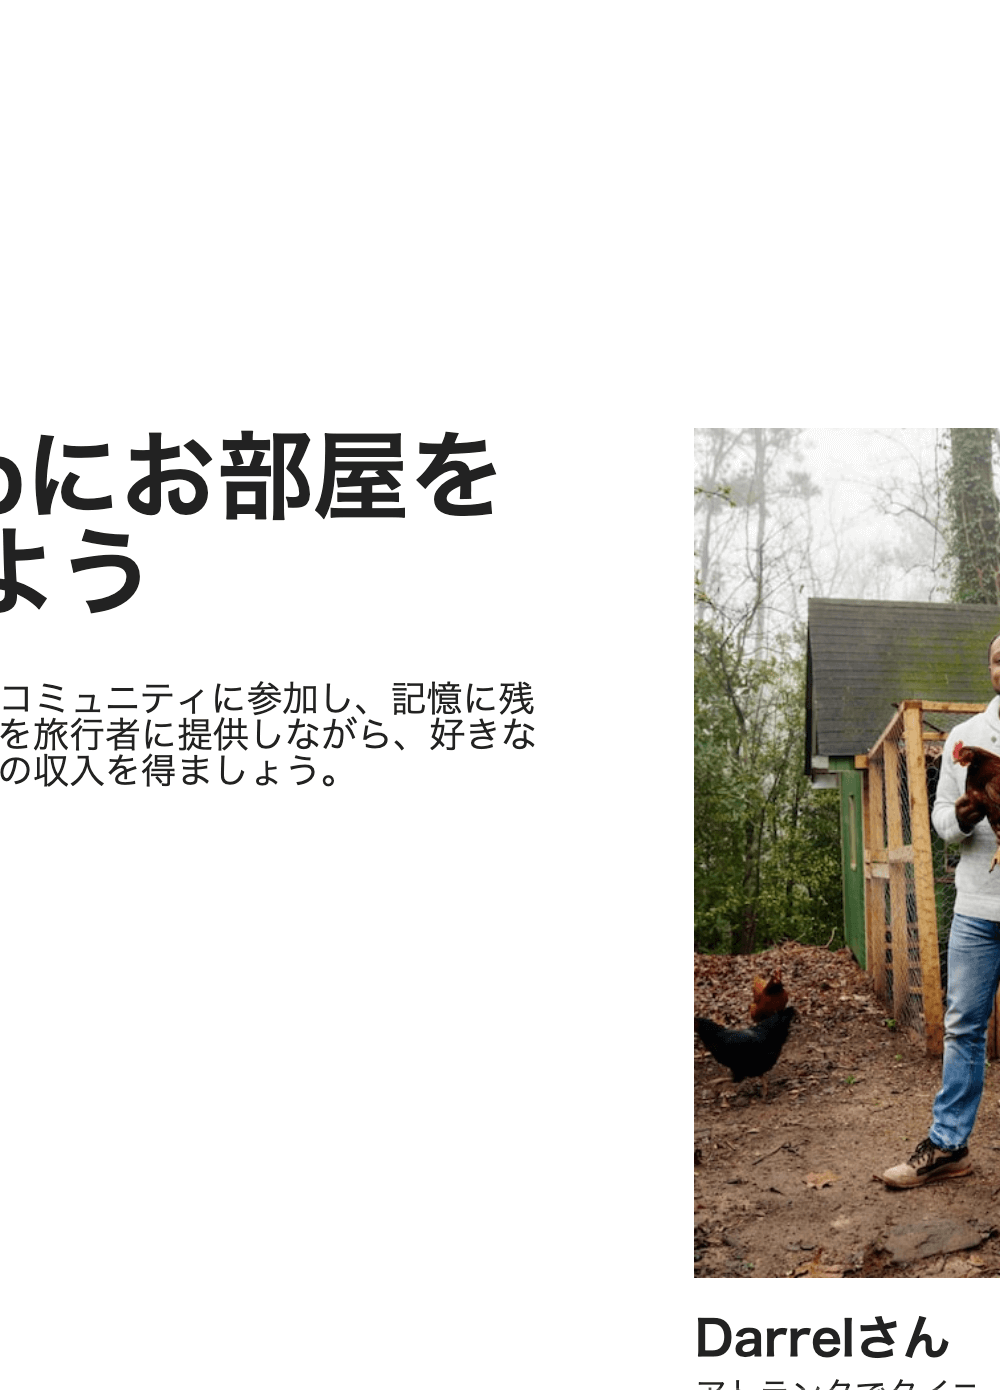 にお部屋を
よう
コミュニティに参加し、記憶に残
を旅行者に提供しながら、好きな
の収入を得ましょう。
Darrelさん